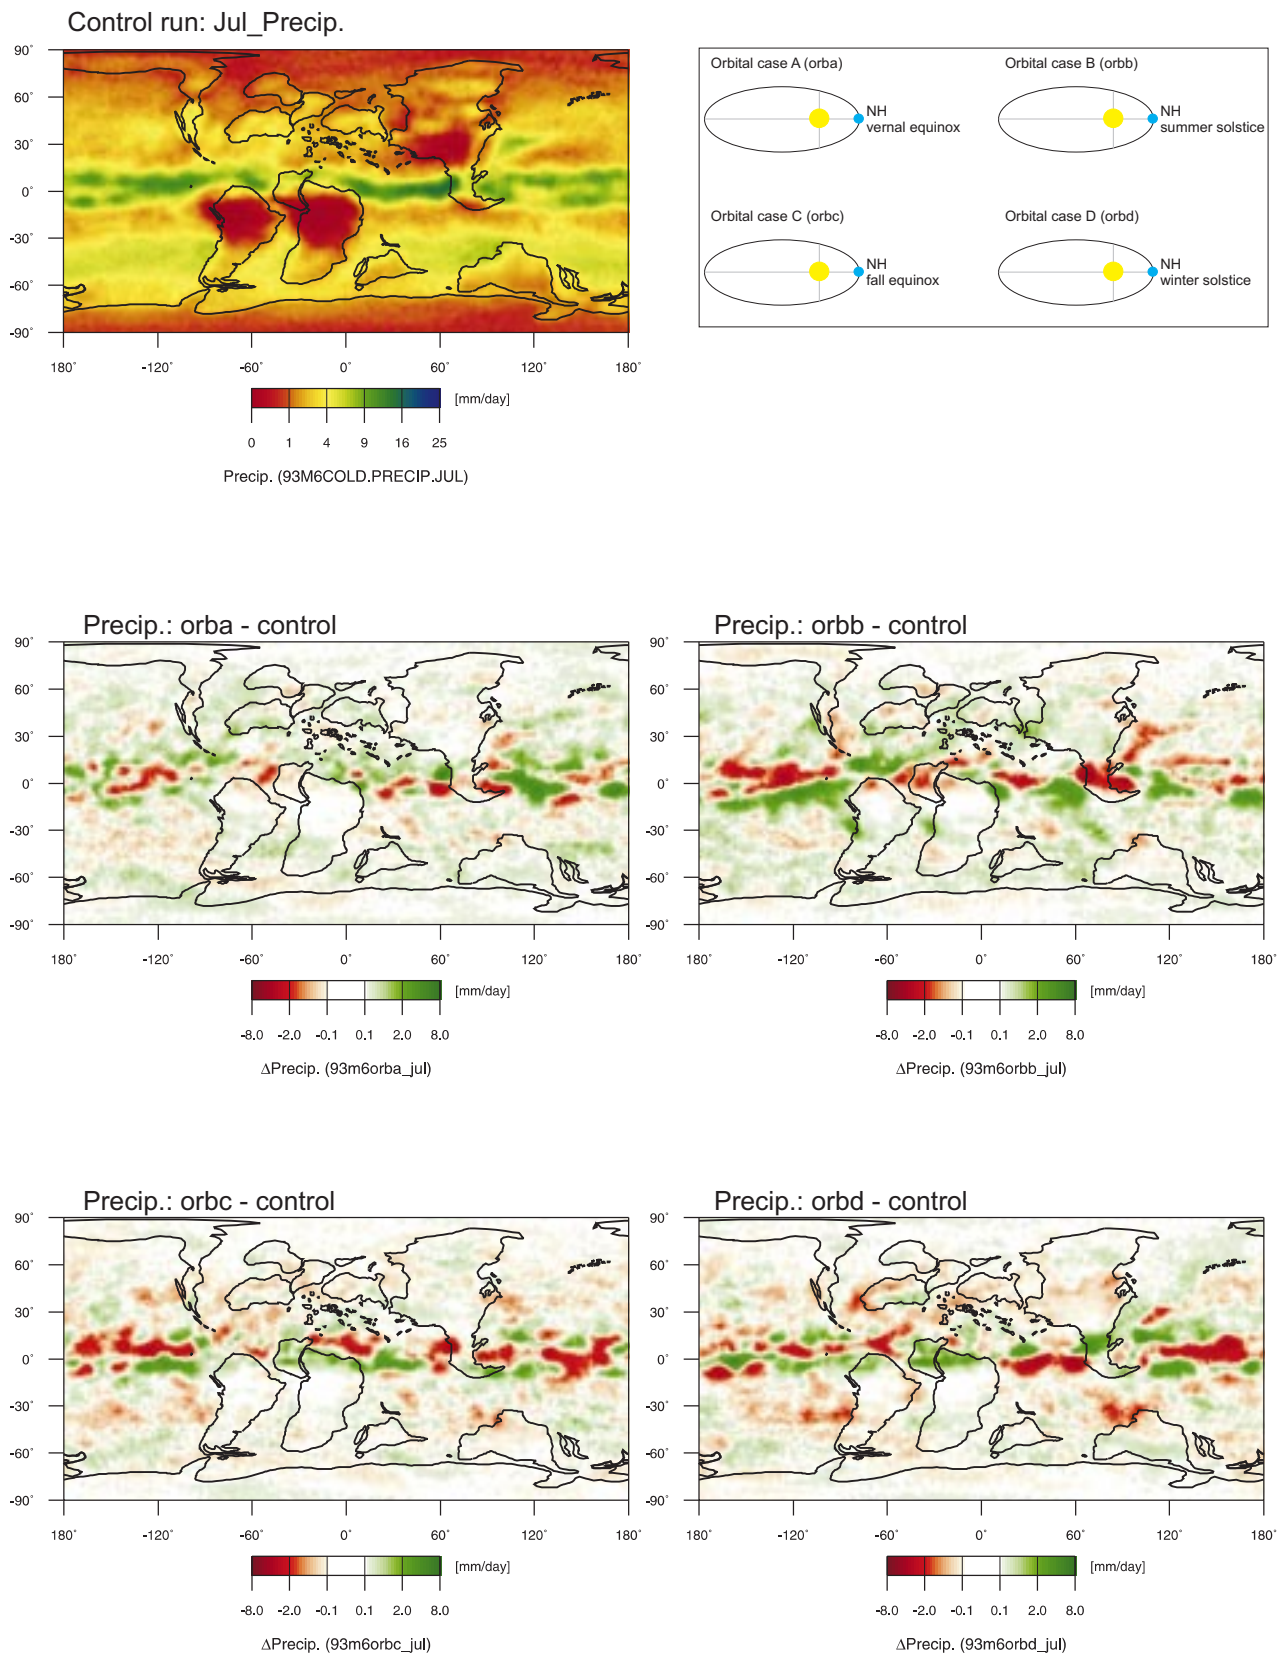 Control run: Jul_Precip.
90˚
60˚
30˚
0˚
-30˚
-60˚
-90˚
180˚ -120˚ -60˚ 0˚ 60˚ 120˚ 180˚
[mm/day]
0 1 4 9 16 25
Precip. (93M6COLD.PRECIP.JUL)
Orbital case A (orba)
NH
vernal equinox
Orbital case B (orbb)
NH
summer solstice
Orbital case C (orbc)
NH
fall equinox
Orbital case D (orbd)
NH
winter solstice
Precip.: orba - control
90˚
60˚
30˚
0˚
-30˚
-60˚
-90˚
180˚ -120˚ -60˚ 0˚ 60˚ 120˚ 180˚
[mm/day]
-8.0 -2.0 -0.1 0.1 2.0 8.0
ΔPrecip. (93m6orba_jul)
Precip.: orbb - control
90˚
60˚
30˚
0˚
-30˚
-60˚
-90˚
180˚ -120˚ -60˚ 0˚ 60˚ 120˚ 180˚
[mm/day]
-8.0 -2.0 -0.1 0.1 2.0 8.0
ΔPrecip. (93m6orbb_jul)
Precip.: orbc - control
90˚
60˚
30˚
0˚
-30˚
-60˚
-90˚
180˚ -120˚ -60˚ 0˚ 60˚ 120˚ 180˚
[mm/day]
-8.0 -2.0 -0.1 0.1 2.0 8.0
ΔPrecip. (93m6orbc_jul)
Precip.: orbd - control
90˚
60˚
30˚
0˚
-30˚
-60˚
-90˚
180˚ -120˚ -60˚ 0˚ 60˚ 120˚ 180˚
[mm/day]
-8.0 -2.0 -0.1 0.1 2.0 8.0
ΔPrecip. (93m6orbd_jul)